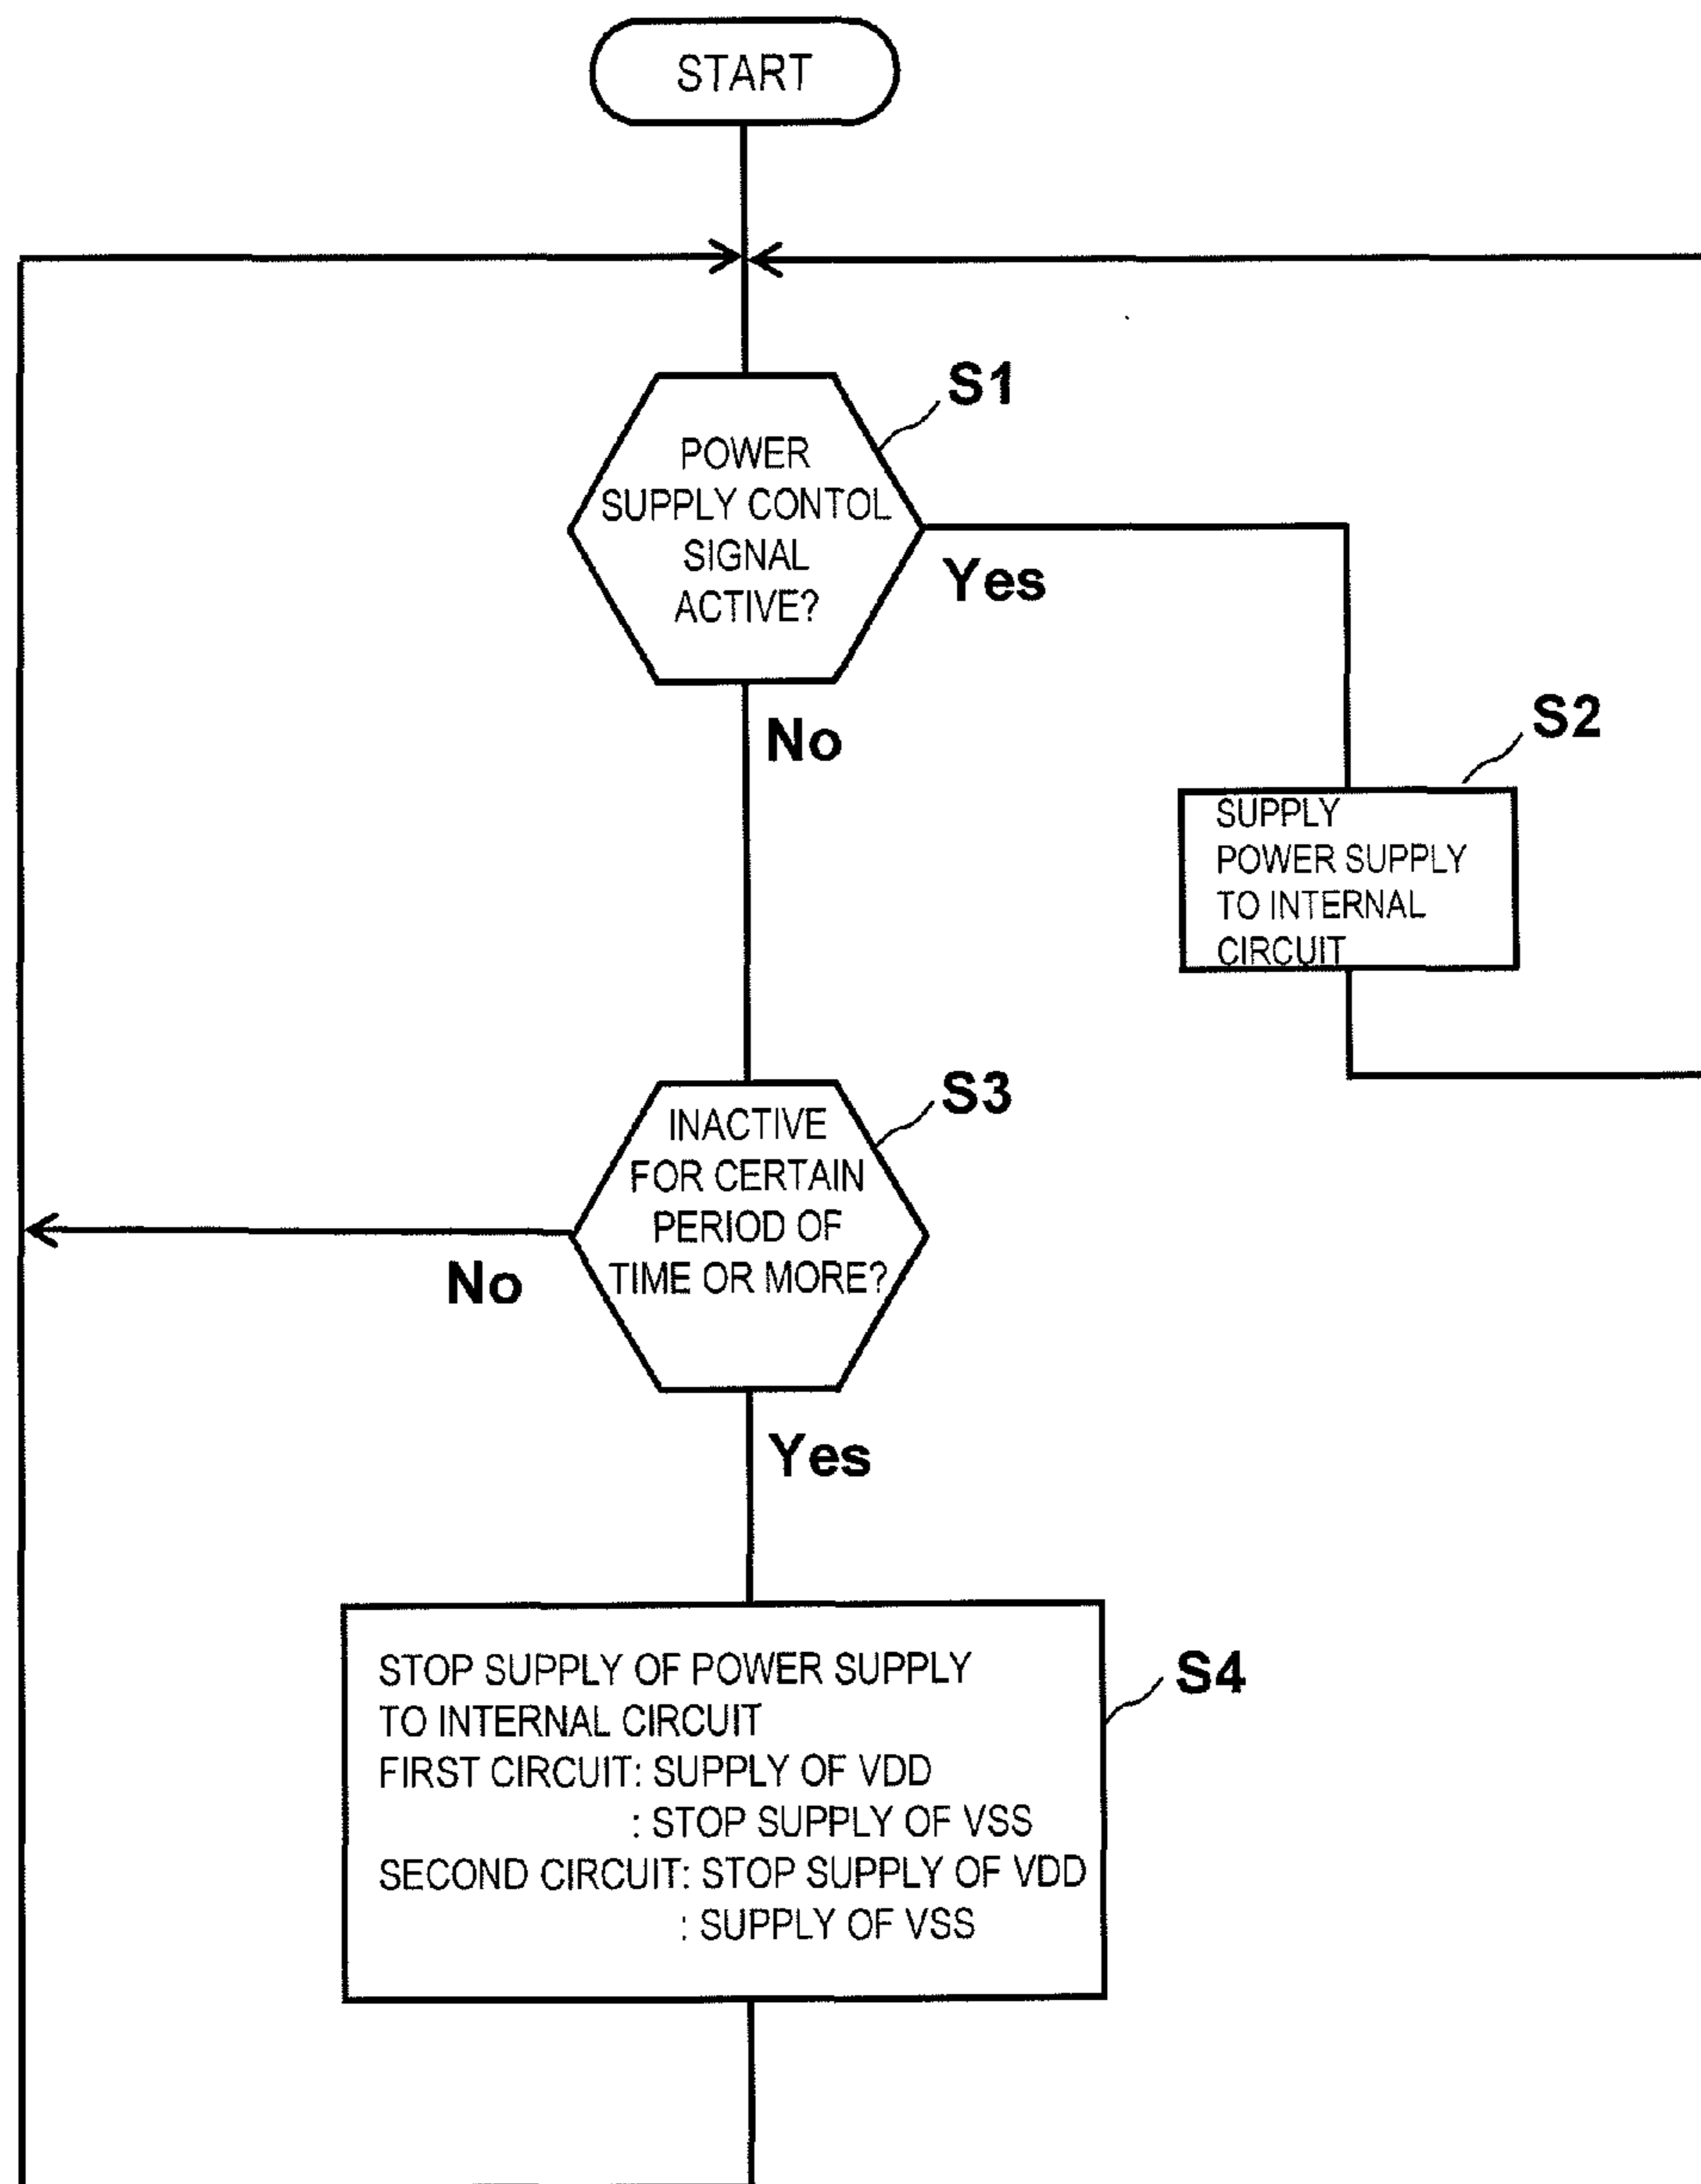 START
S1
POWER
SUPPLY CONTOL
SIGNAL
ACTIVE?
Yes
No
S2
SUPPLY
POWER SUPPLY
TO INTERNAL
CIRCUIT
S3
INACTIVE
FOR CERTAIN
PERIOD OF
TIME OR MORE?
No
Yes
S4
STOP SUPPLY OF POWER SUPPLY
TO INTERNAL CIRCUIT
FIRST CIRCUIT: SUPPLY OF VDD
: STOP SUPPLY OF VSS
SECOND CIRCUIT: STOP SUPPLY OF VDD
: SUPPLY OF VSS